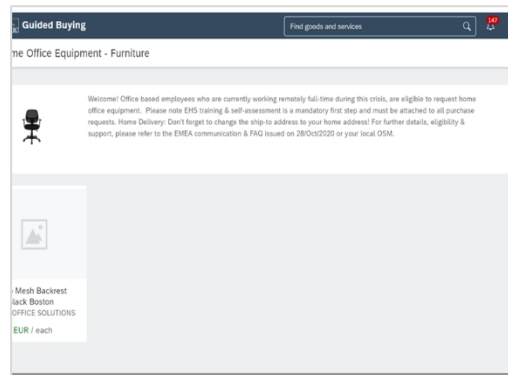 Guided Buying
Find goods and services
147
me Office Equipment - Furniture
Welcome! Office based employees who are currently working remotely full-time during this crisis, are eligible to request home
office equipment. Please note EHS training & self-assessment is a mandatory first step and must be attached to all purchase
requests. Home Delivery: Don't forget to change the ship-to address to your home address! For further details, eligibility &
support, please refer to the EMEA communication & FAQ issued on 28/Oct/2020 or your local OSM.
Mesh Backrest
lack Boston
OFFICE SOLUTIONS
EUR / each